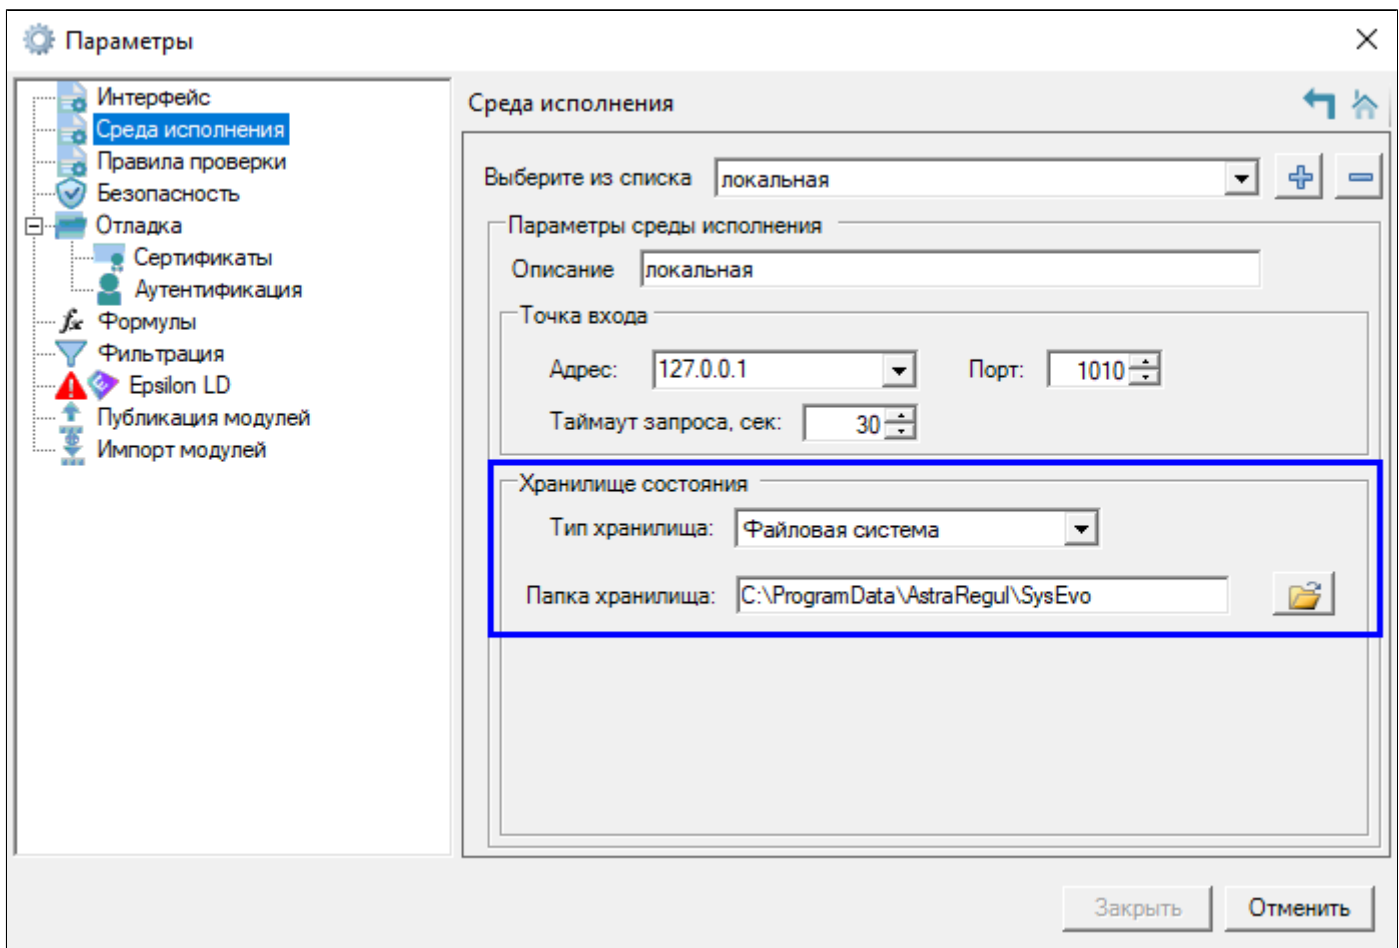 Параметры
Интерфейс
Среда исполнения
Правила проверки
Безопасность
Отладка
Сертификаты
Аутентификация
Формулы
Фильтрация
Epsilon LD
Публикация модулей
Импорт модулей
Среда исполнения
Выберите из списка локальная
Параметры среды исполнения
Описание локальная
Точка входа
Адрес: 127.0.0.1 Порт: 1010
Таймаут запроса, сек: 30
Хранилище состояния
Тип хранилища: Файловая система
Папка хранилища: C:\ProgramData\AstraRegul\SysEvo
Закрыть Отменить